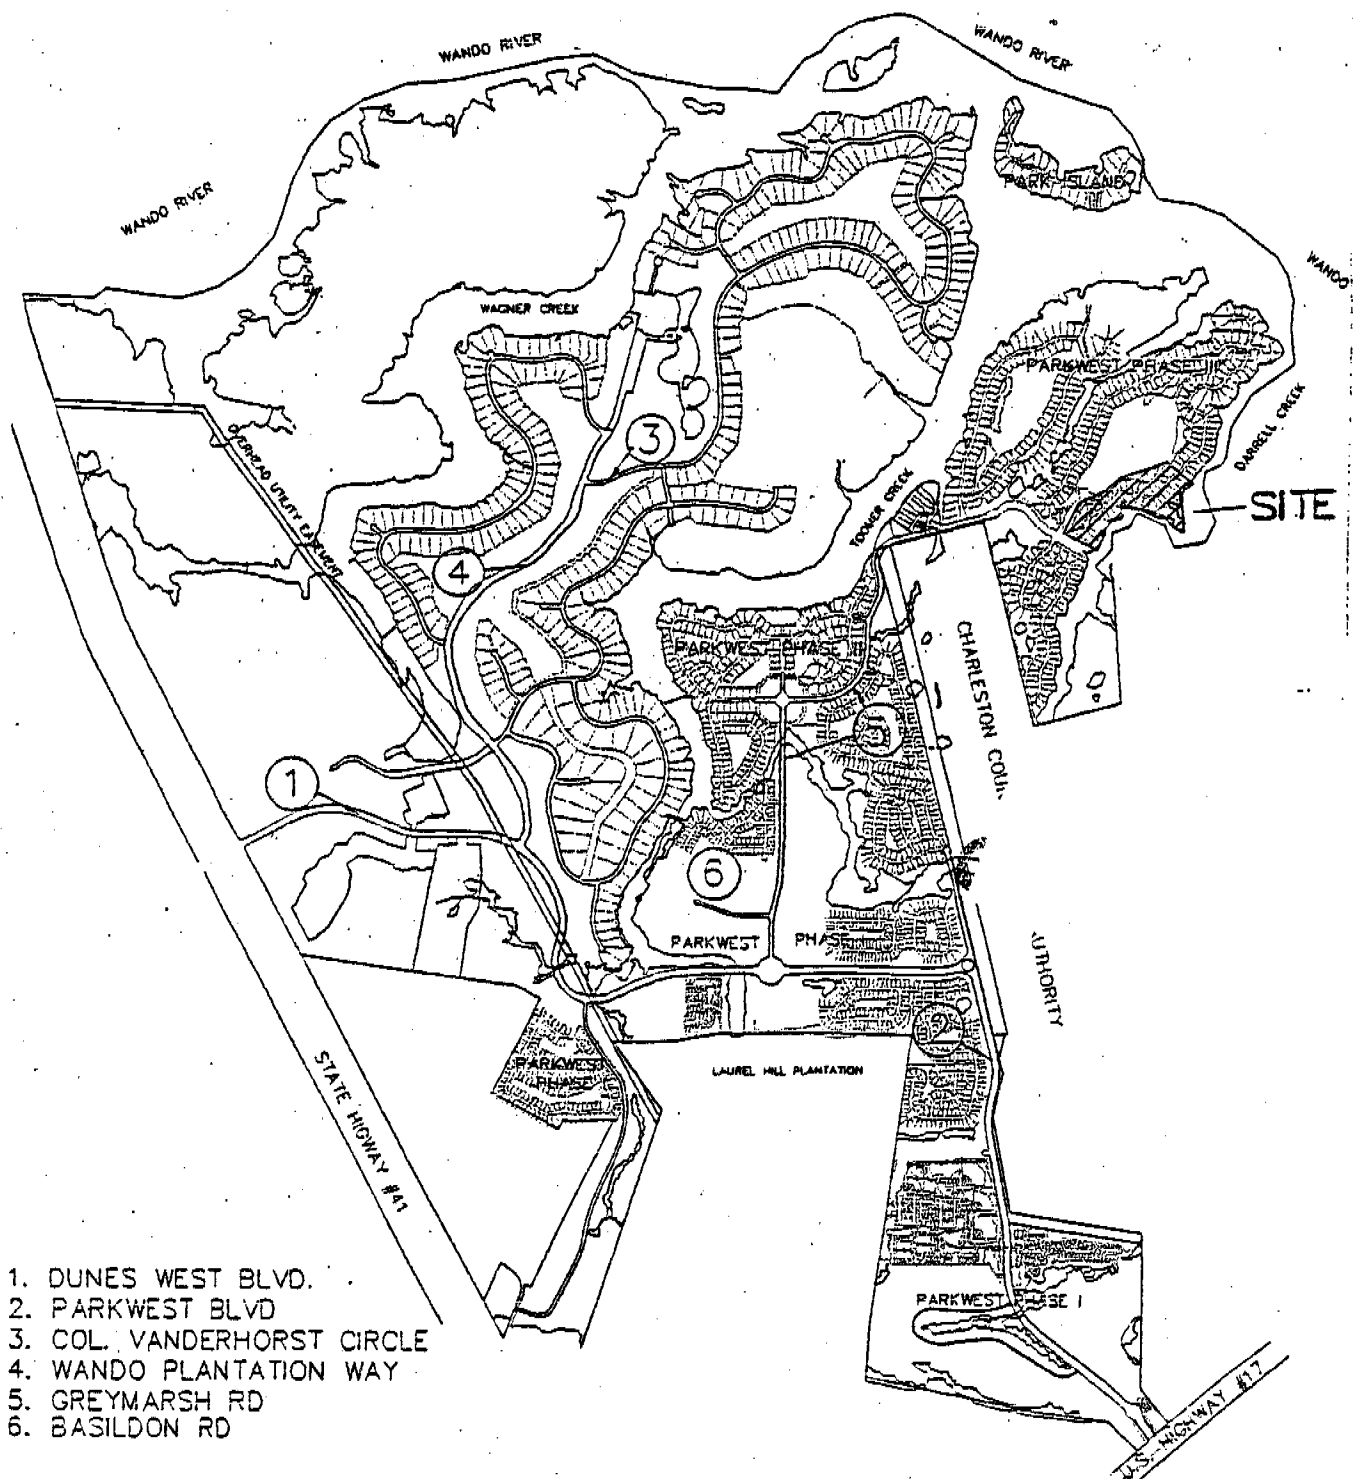 WANDO RIVER
WANDO RIVER
WANDO RIVER
PARK ISLAND
WANDO
WAGNER CREEK
PARKWEST PHASE III
DARRELL CREEK
3
OVERHEAD UTILITY EASEMENT
TOOMER CREEK
SITE
4
CHARLESTON COUN
PARKWEST PHASE II
5
1
6
PARKWEST PHASE
UTHORITY
2
LAUREL HILL PLANTATION
PARKWEST
PHASE
STATE HIGWAY #41
PARKWEST PHASE I
U.S. HIGHWAY #17
1. DUNES WEST BLVD.
2. PARKWEST BLVD
3. COL. VANDERHORST CIRCLE
4. WANDO PLANTATION WAY
5. GREYMARSH RD
6. BASILDON RD